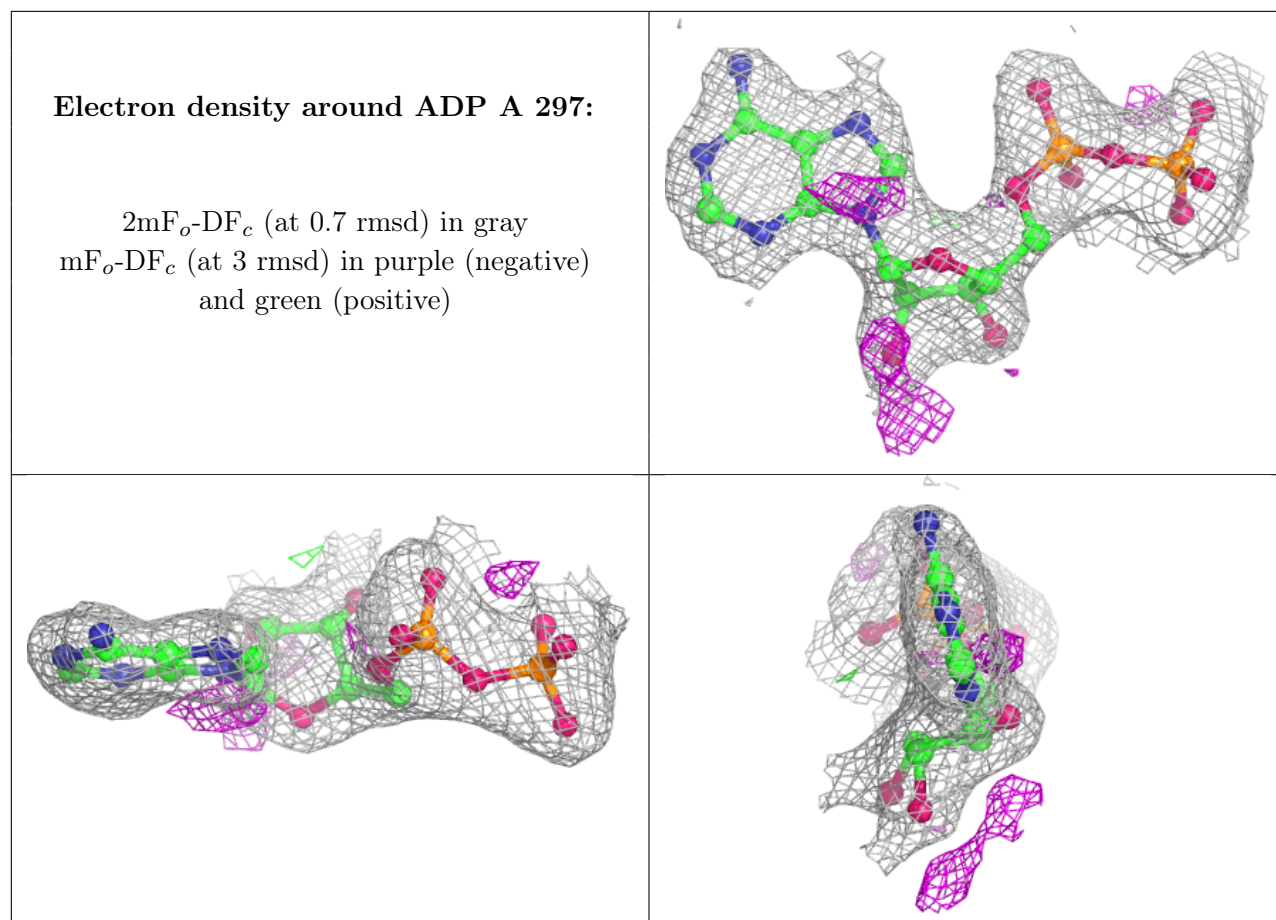 Electron density around ADP A 297:
2mFo-DFc (at 0.7 rmsd) in gray
mFo-DFc (at 3 rmsd) in purple (negative)
and green (positive)